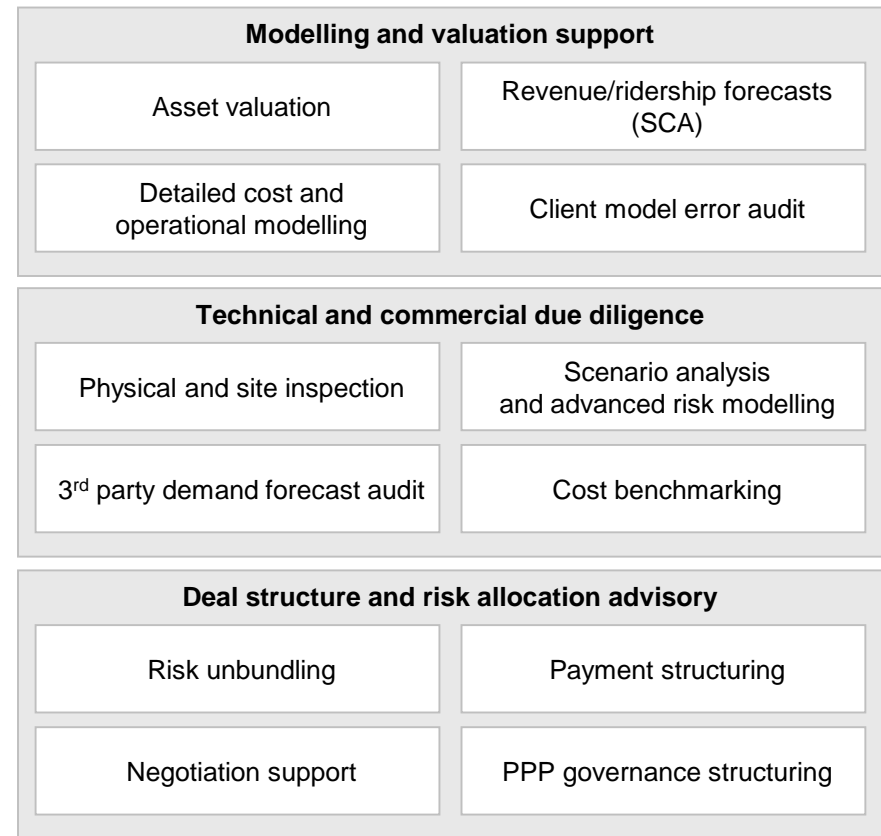 Modelling and valuation support
Asset valuation
Revenue/ridership forecasts
(SCA)
Detailed cost and
operational modelling
Client model error audit
Technical and commercial due diligence
Physical and site inspection
Scenario analysis
and advanced risk modelling
3rd party demand forecast audit
Cost benchmarking
Deal structure and risk allocation advisory
Risk unbundling
Payment structuring
Negotiation support
PPP governance structuring